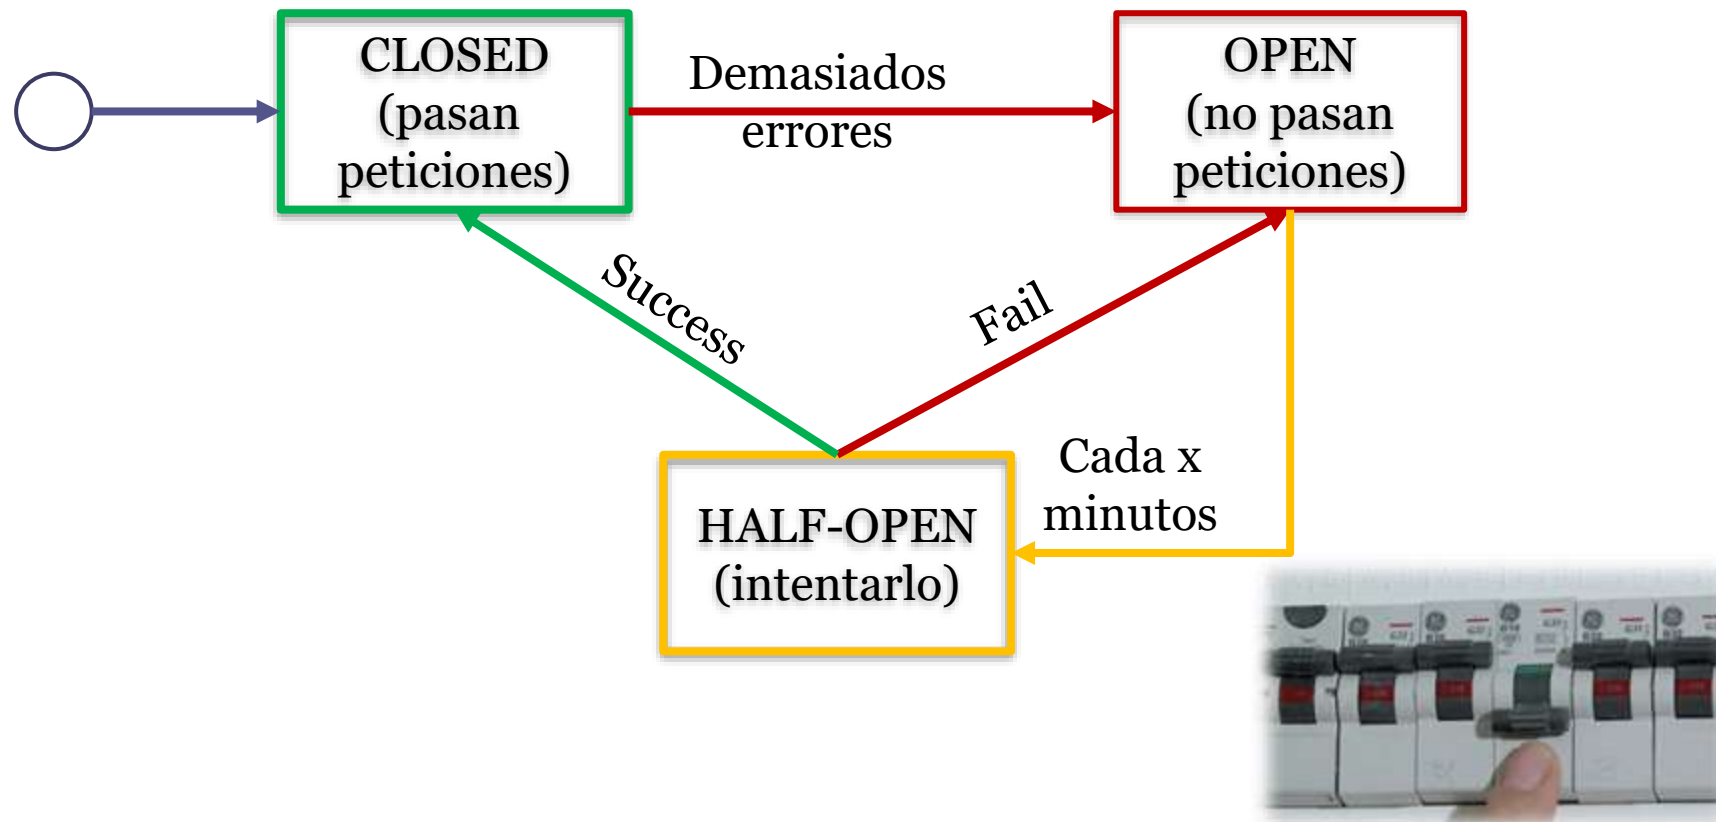 CLOSED
(pasan
peticiones)
Demasiados
errores
OPEN
(no pasan
peticiones)
Success
Fail
Cada x
minutos
HALF-OPEN
(intentarlo)